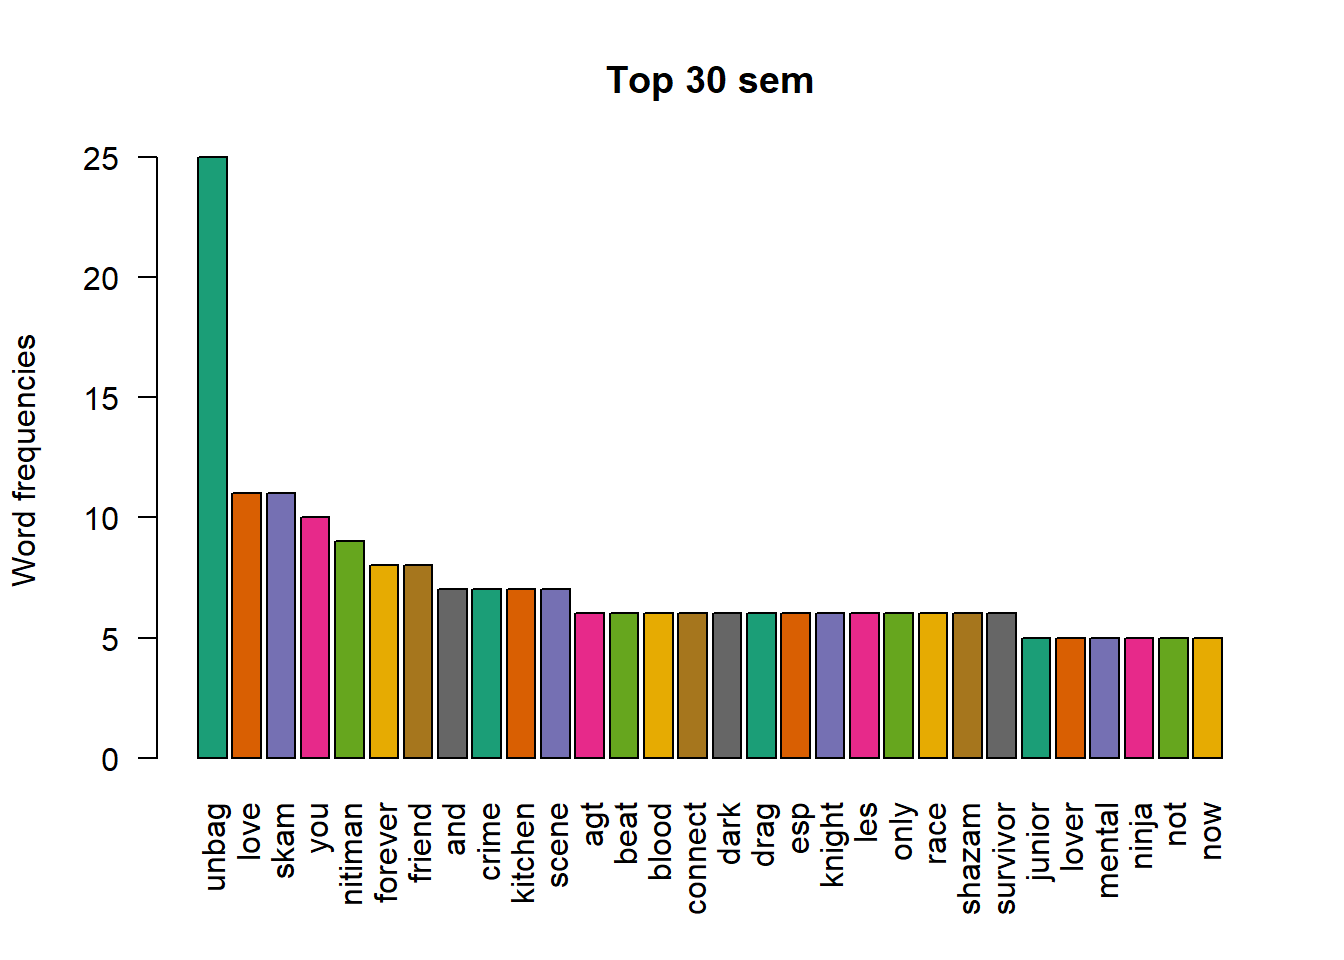 Top 30 sem
Word frequencies
25
20
15
10
5
0
unbag
love
skam
you
nitiman
forever
friend
and
crime
kitchen
scene
agt
beat
blood
connect
dark
drag
esp
knight
les
only
race
shazam
survivor
junior
lover
mental
ninja
not
now